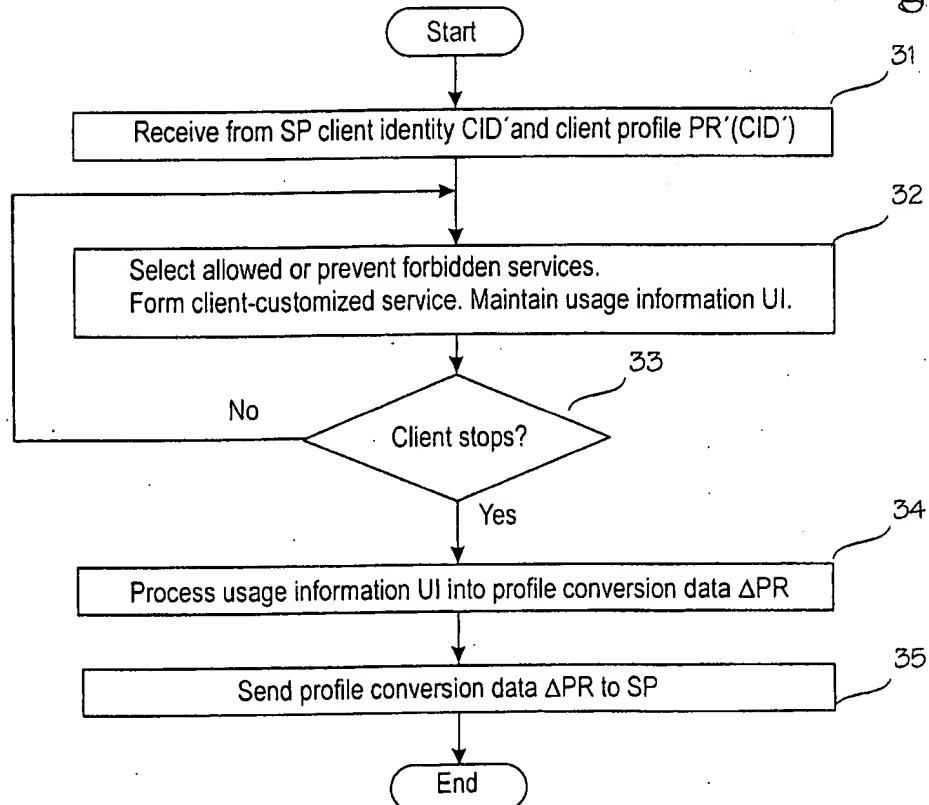 Start
31
Receive from SP client identity CID´and client profile PR´(CID´)
32
Select allowed or prevent forbidden services.
Form client-customized service. Maintain usage information UI.
33
No
Client stops?
Yes
34
Process usage information UI into profile conversion data ΔPR
35
Send profile conversion data ΔPR to SP
End